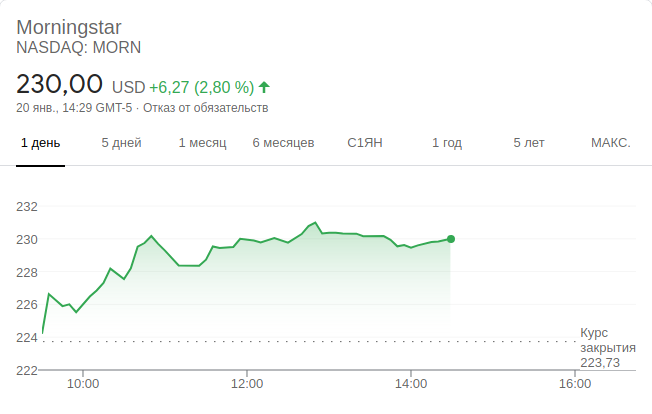 Morningstar
NASDAQ: MORN
230,00 USD +6,27 (2,80 %)
20 янв., 14:29 GMT-5 · Отказ от обязательств
1 день 5 дней 1 месяц 6 месяцев С1ЯН 1 год 5 лет МАКС.
232
230
228
226
224
222
Курс
закрытия
223,73
10:00 12:00 14:00 16:00